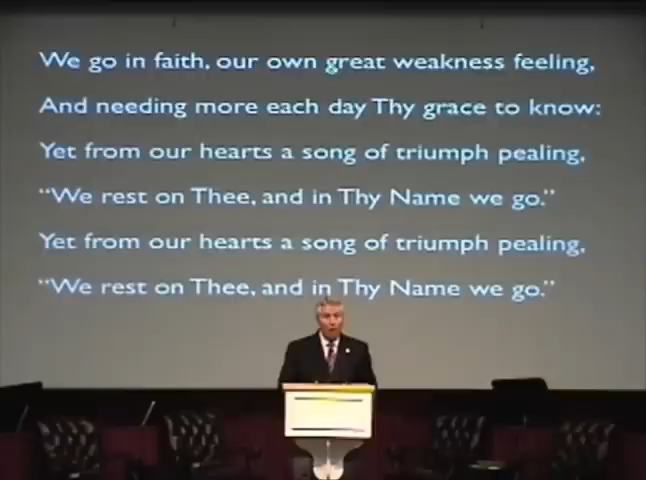 We go in faith, our own great weakness feeling,
And needing more each day Thy grace to know:
Yet from our hearts a song of triumph pealing,
“We rest on Thee, and in Thy Name we go.”
Yet from our hearts a song of triumph pealing,
“We rest on Thee, and in Thy Name we go.”